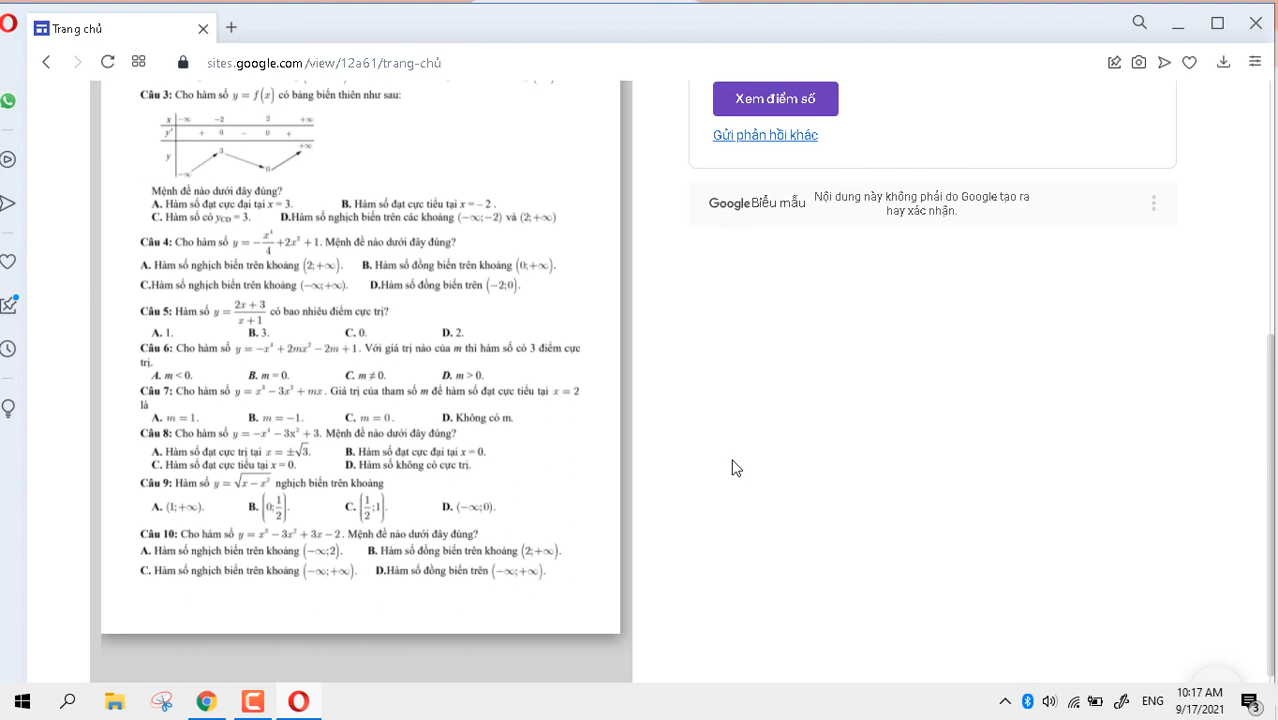 Trang chủ
sites.google.com/view/12a61/trang-chủ
Câu 3: Cho hàm số y = f(x) có bảng biến thiên như sau:
x −∞ −2 2 +∞
y' + 0 − 0 +
y −∞ 3 0 +∞
Mệnh đề nào dưới đây đúng?
A. Hàm số đạt cực đại tại x = 3. B. Hàm số đạt cực tiểu tại x = – 2 .
C. Hàm số có yCĐ = 3. D.Hàm số nghịch biến trên các khoảng (−∞;−2) và (2;+∞)
Câu 4: Cho hàm số y = −x⁴/4 + 2x² + 1. Mệnh đề nào dưới đây đúng?
A. Hàm số nghịch biến trên khoảng (2;+∞). B. Hàm số đồng biến trên khoảng (0;+∞).
C.Hàm số nghịch biến trên khoảng (−∞;+∞). D.Hàm số đồng biến trên (−2;0).
Câu 5: Hàm số y = (2x + 3)/(x + 1) có bao nhiêu điểm cực trị?
A. 1. B. 3. C. 0. D. 2.
Câu 6: Cho hàm số y = −x⁴ + 2mx² − 2m + 1. Với giá trị nào của m thì hàm số có 3 điểm cực
trị.
A. m < 0. B. m = 0. C. m ≠ 0. D. m > 0.
Câu 7: Cho hàm số y = x³ − 3x² + mx . Giá trị của tham số m để hàm số đạt cực tiểu tại x = 2
là
A. m = 1. B. m = −1. C. m = 0. D. Không có m.
Câu 8: Cho hàm số y = −x⁴ − 3x² + 3. Mệnh đề nào dưới đây đúng?
A. Hàm số đạt cực trị tại x = ±√3. B. Hàm số đạt cực đại tại x = 0.
C. Hàm số đạt cực tiểu tại x = 0. D. Hàm số không có cực trị.
Câu 9: Hàm số y = √(x − x²) nghịch biến trên khoảng
A. (1;+∞). B. (0;1/2). C. (1/2;1). D. (−∞;0).
Câu 10: Cho hàm số y = x³ − 3x² + 3x − 2 . Mệnh đề nào dưới đây đúng?
A. Hàm số nghịch biến trên khoảng (−∞;2). B. Hàm số đồng biến trên khoảng (2;+∞).
C. Hàm số nghịch biến trên khoảng (−∞;+∞). D.Hàm số đồng biến trên (−∞;+∞).
Xem điểm số
Gửi phản hồi khác
Google Biểu mẫu
Nội dung này không phải do Google tạo ra
hay xác nhận.
ENG
10:17 AM
9/17/2021
3